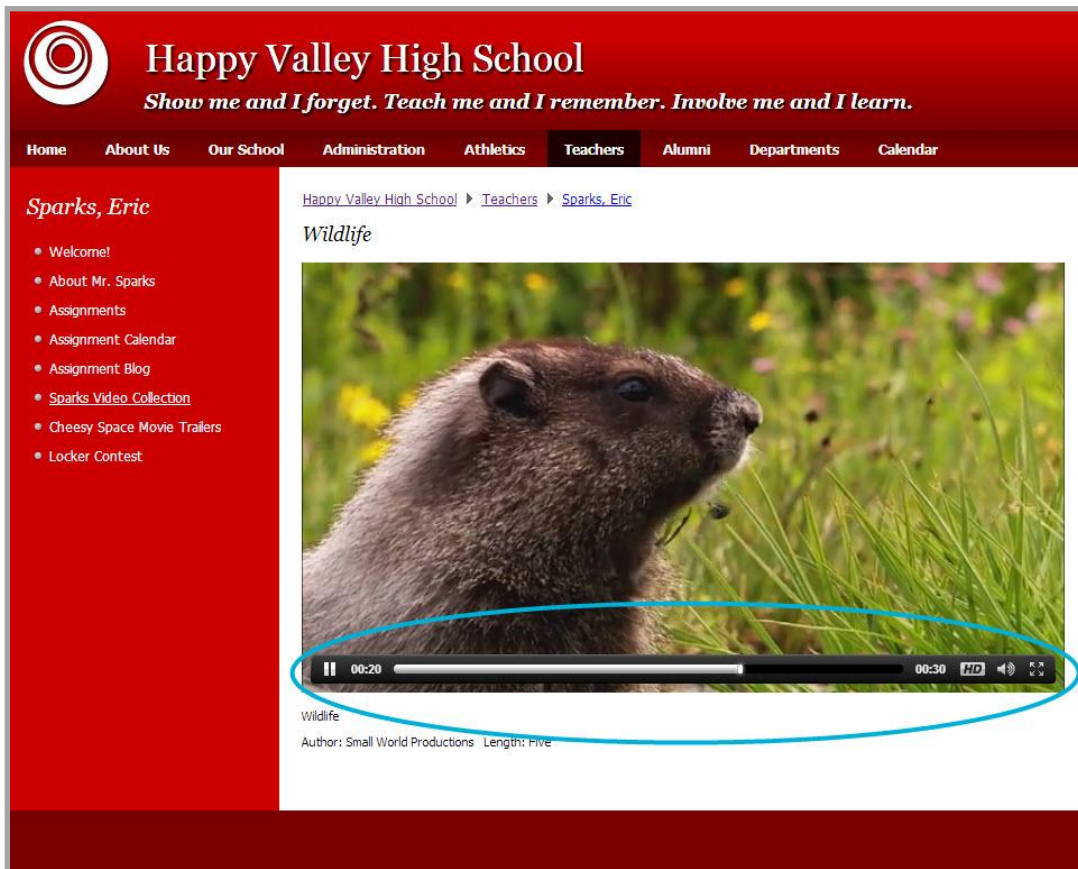 Happy Valley High School
Show me and I forget. Teach me and I remember. Involve me and I learn.
Home About Us Our School Administration Athletics Teachers Alumni Departments Calendar
Sparks, Eric
Welcome!
About Mr. Sparks
Assignments
Assignment Calendar
Assignment Blog
Sparks Video Collection
Cheesy Space Movie Trailers
Locker Contest
Happy Valley High School Teachers Sparks, Eric
Wildlife
00:20 00:30 HD
Wildlife
Author: Small World Productions Length: Five